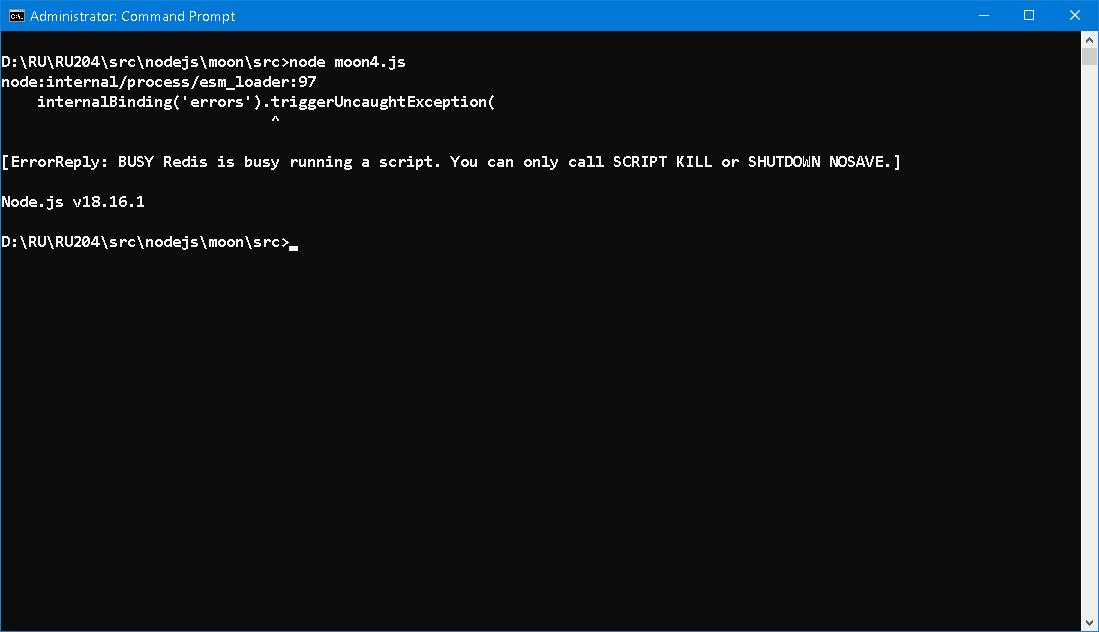 Administrator: Command Prompt
D:\RU\RU204\src\nodejs\moon\src>node moon4.js
node:internal/process/esm_loader:97
    internalBinding('errors').triggerUncaughtException(
                              ^
[ErrorReply: BUSY Redis is busy running a script. You can only call SCRIPT KILL or SHUTDOWN NOSAVE.]
Node.js v18.16.1
D:\RU\RU204\src\nodejs\moon\src>